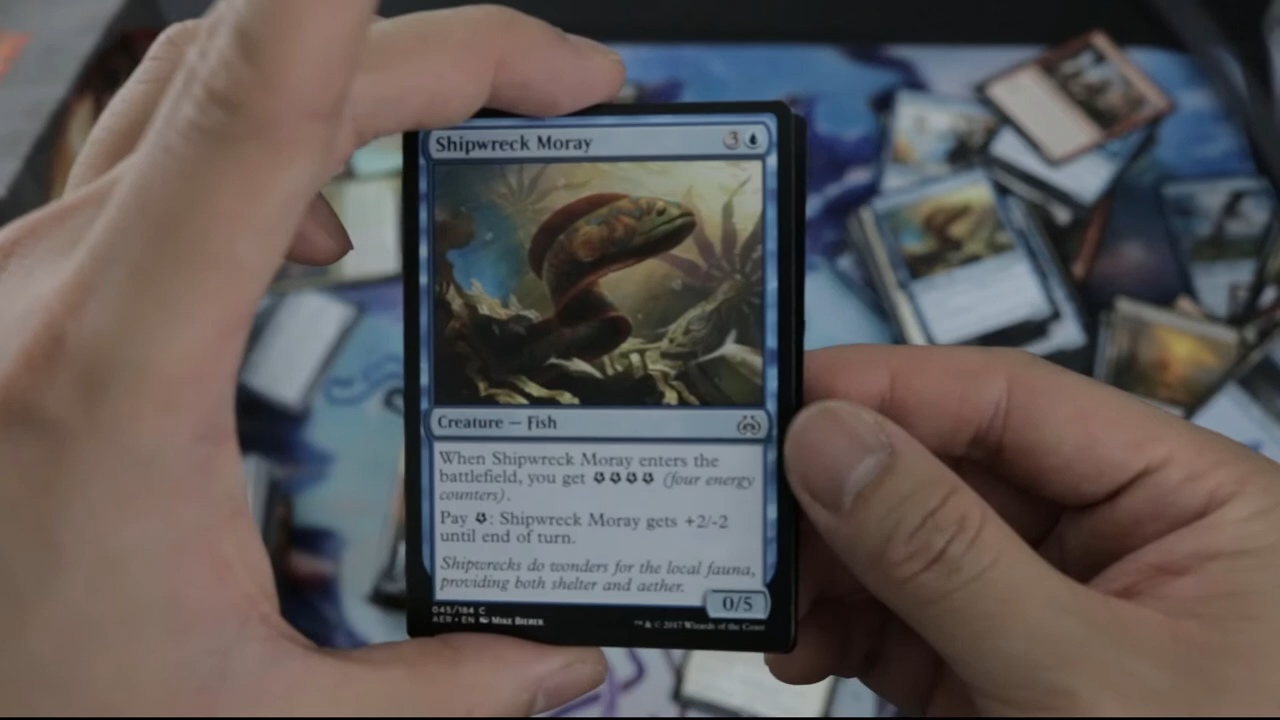 Shipwreck Moray 3
Creature — Fish
When Shipwreck Moray enters the
battlefield, you get (four energy
counters).
Pay : Shipwreck Moray gets +2/-2
until end of turn.
Shipwrecks do wonders for the local fauna,
providing both shelter and aether.
0/5
045/184 C
AER • EN Mike Bierek
™ & © 2017 Wizards of the Coast